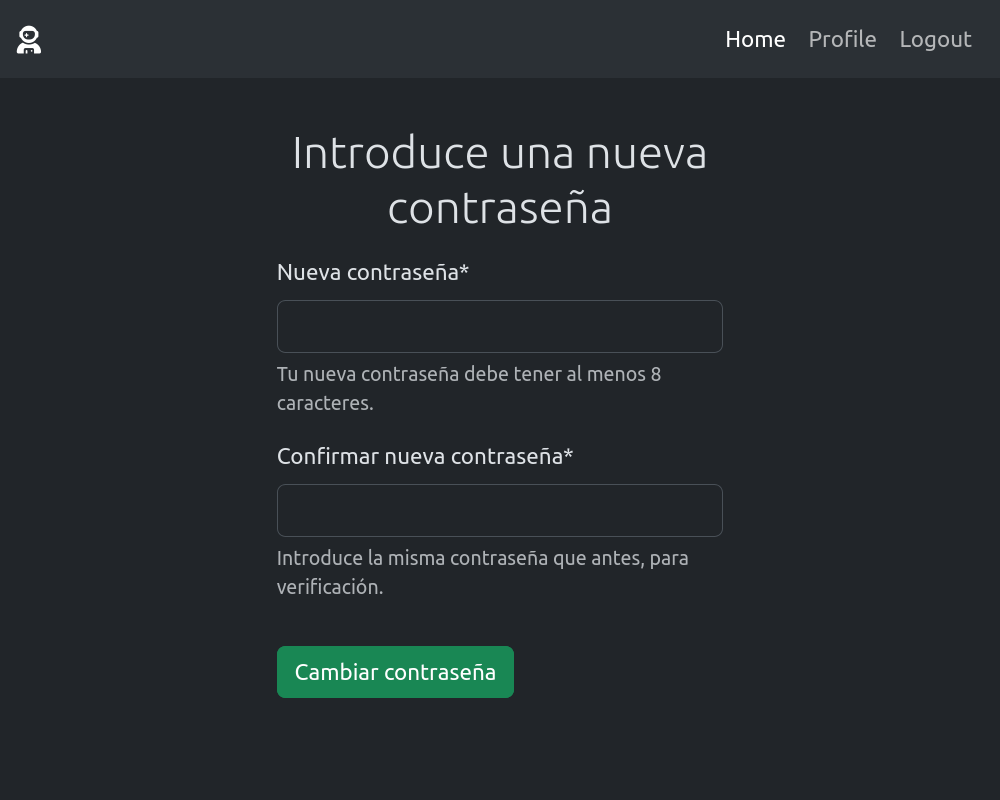 Home Profile Logout
Introduce una nueva
contraseña
Nueva contraseña*
Tu nueva contraseña debe tener al menos 8
caracteres.
Confirmar nueva contraseña*
Introduce la misma contraseña que antes, para
verificación.
Cambiar contraseña